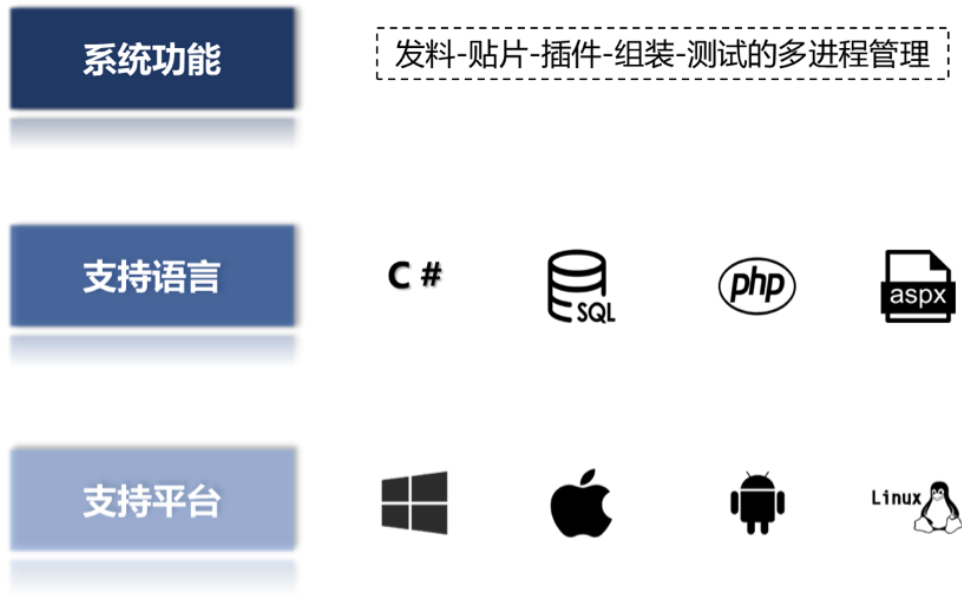 系统功能
发料-贴片-插件-组装-测试的多进程管理
支持语言
C #
SQL
php
aspx
支持平台
Linux